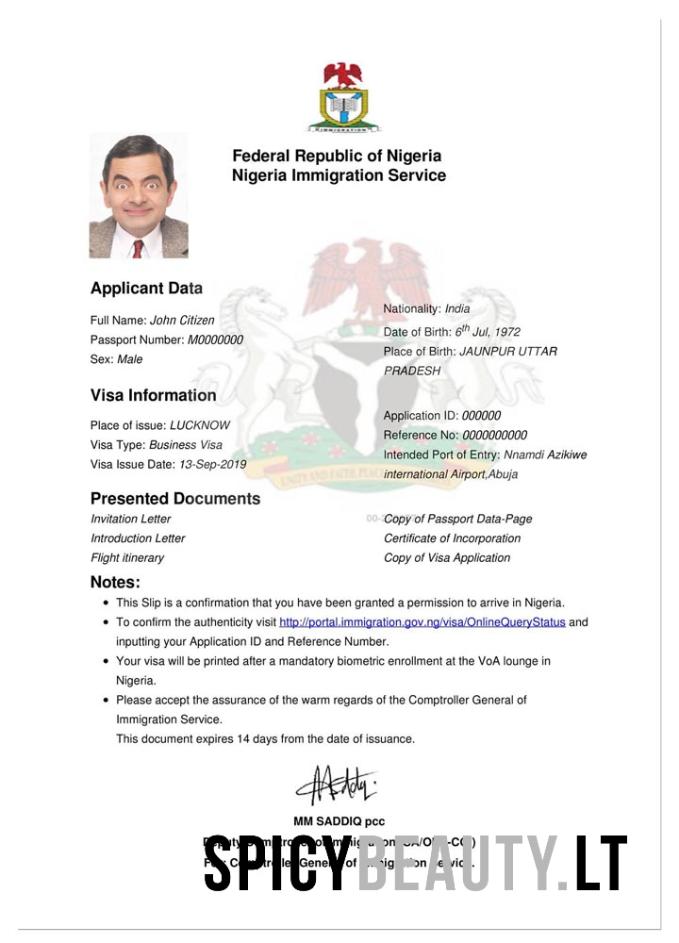 IMMIGRATION
Federal Republic of Nigeria
Nigeria Immigration Service
Applicant Data
Full Name: John Citizen
Passport Number: M0000000
Sex: Male
Nationality: India
Date of Birth: 6th Jul, 1972
Place of Birth: JAUNPUR UTTAR
PRADESH
Visa Information
Place of issue: LUCKNOW
Visa Type: Business Visa
Visa Issue Date: 13-Sep-2019
Application ID: 000000
Reference No: 0000000000
Intended Port of Entry: Nnamdi Azikiwe
international Airport,Abuja
UNITY AND FAITH,
Presented Documents
Invitation Letter
Introduction Letter
Flight itinerary
Copy of Passport Data-Page
Certificate of Incorporation
Copy of Visa Application
Notes:
• This Slip is a confirmation that you have been granted a permission to arrive in Nigeria.
• To confirm the authenticity visit http://portal.immigration.gov.ng/visa/OnlineQueryStatus and
inputting your Application ID and Reference Number.
• Your visa will be printed after a mandatory biometric enrollment at the VoA lounge in
Nigeria.
• Please accept the assurance of the warm regards of the Comptroller General of
Immigration Service.
This document expires 14 days from the date of issuance.
MM SADDIQ pcc
SPICYBEAUTY.LT